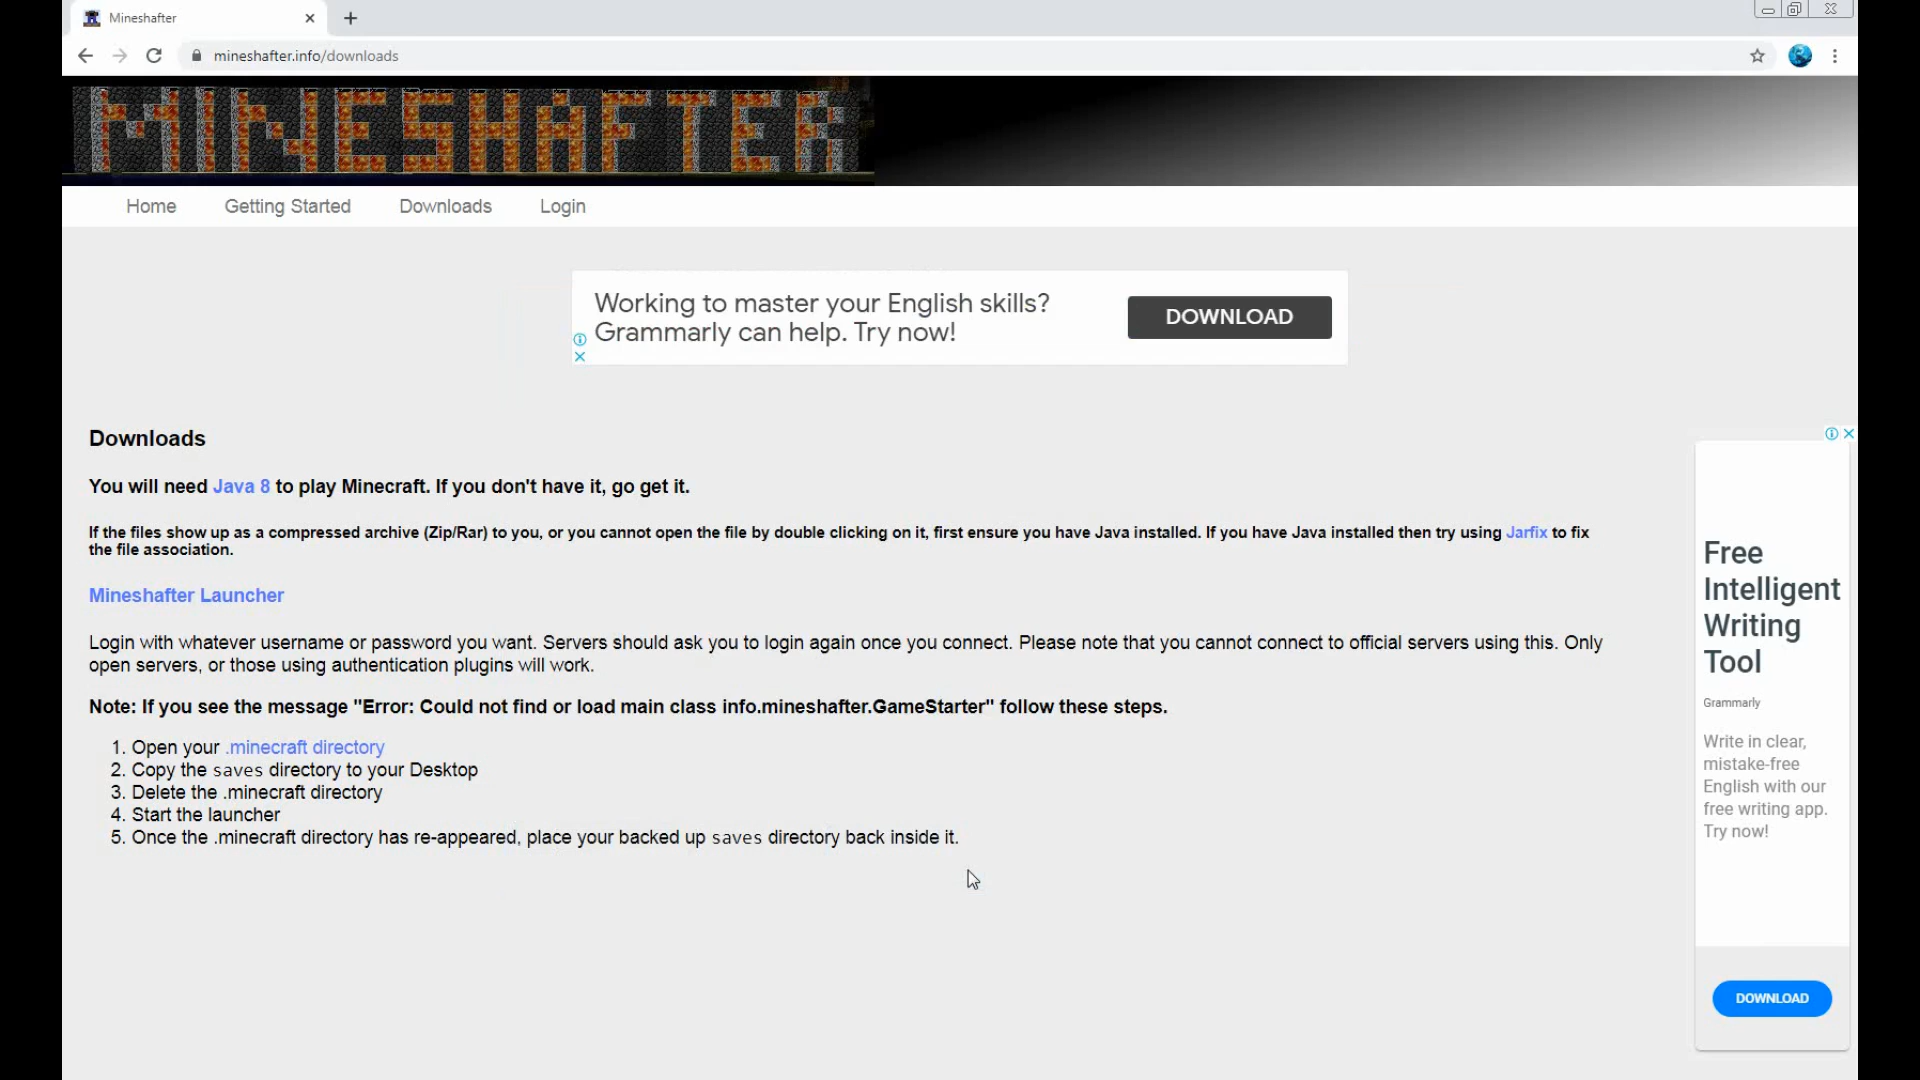 Mineshafter
mineshafter.info/downloads
MINESHAFTER
Home Getting Started Downloads Login
Working to master your English skills?
Grammarly can help. Try now!
DOWNLOAD
Downloads
You will need Java 8 to play Minecraft. If you don't have it, go get it.
If the files show up as a compressed archive (Zip/Rar) to you, or you cannot open the file by double clicking on it, first ensure you have Java installed. If you have Java installed then try using Jarfix to fix
the file association.
Mineshafter Launcher
Login with whatever username or password you want. Servers should ask you to login again once you connect. Please note that you cannot connect to official servers using this. Only
open servers, or those using authentication plugins will work.
Note: If you see the message "Error: Could not find or load main class info.mineshafter.GameStarter" follow these steps.
1. Open your .minecraft directory
2. Copy the saves directory to your Desktop
3. Delete the .minecraft directory
4. Start the launcher
5. Once the .minecraft directory has re-appeared, place your backed up saves directory back inside it.
Free
Intelligent
Writing
Tool
Grammarly
Write in clear,
mistake-free
English with our
free writing app.
Try now!
DOWNLOAD